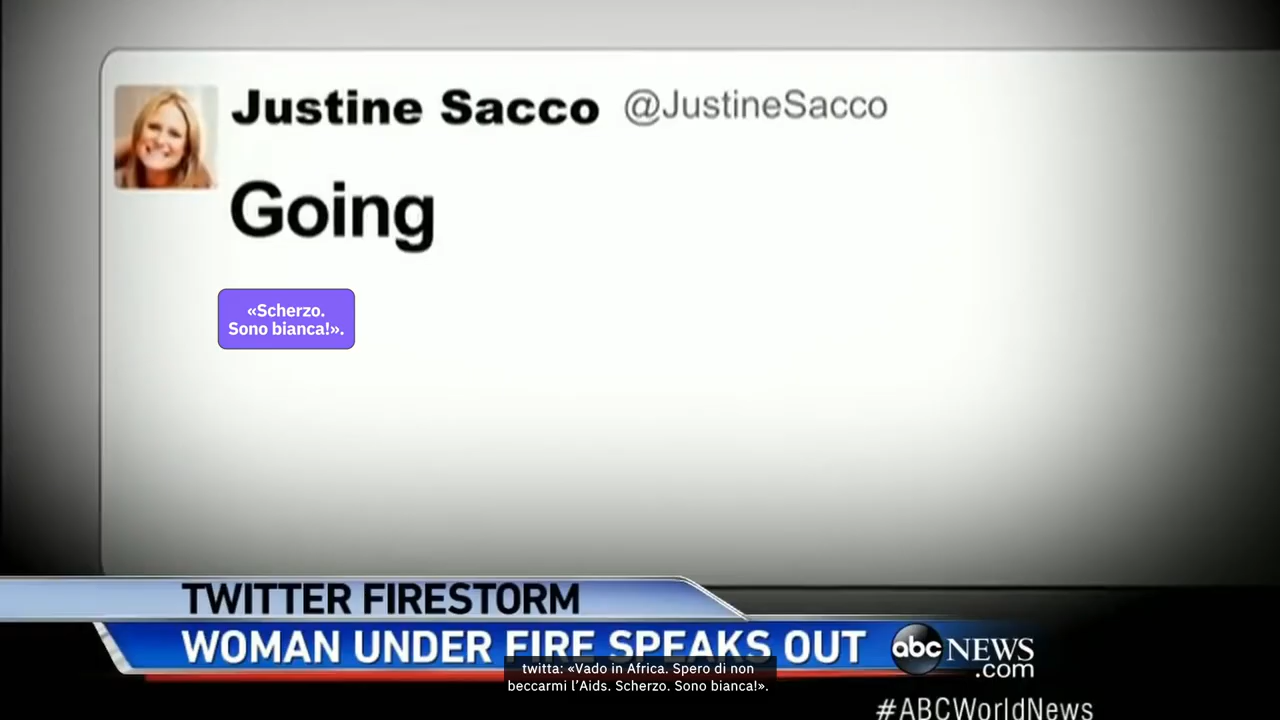 Justine Sacco @JustineSacco
Going
«Scherzo.
Sono bianca!».
TWITTER FIRESTORM
WOMAN UNDER FIRE SPEAKS OUT
abc NEWS
.com
twitta: «Vado in Africa. Spero di non
beccarmi l’Aids. Scherzo. Sono bianca!».
#ABCWorldNews